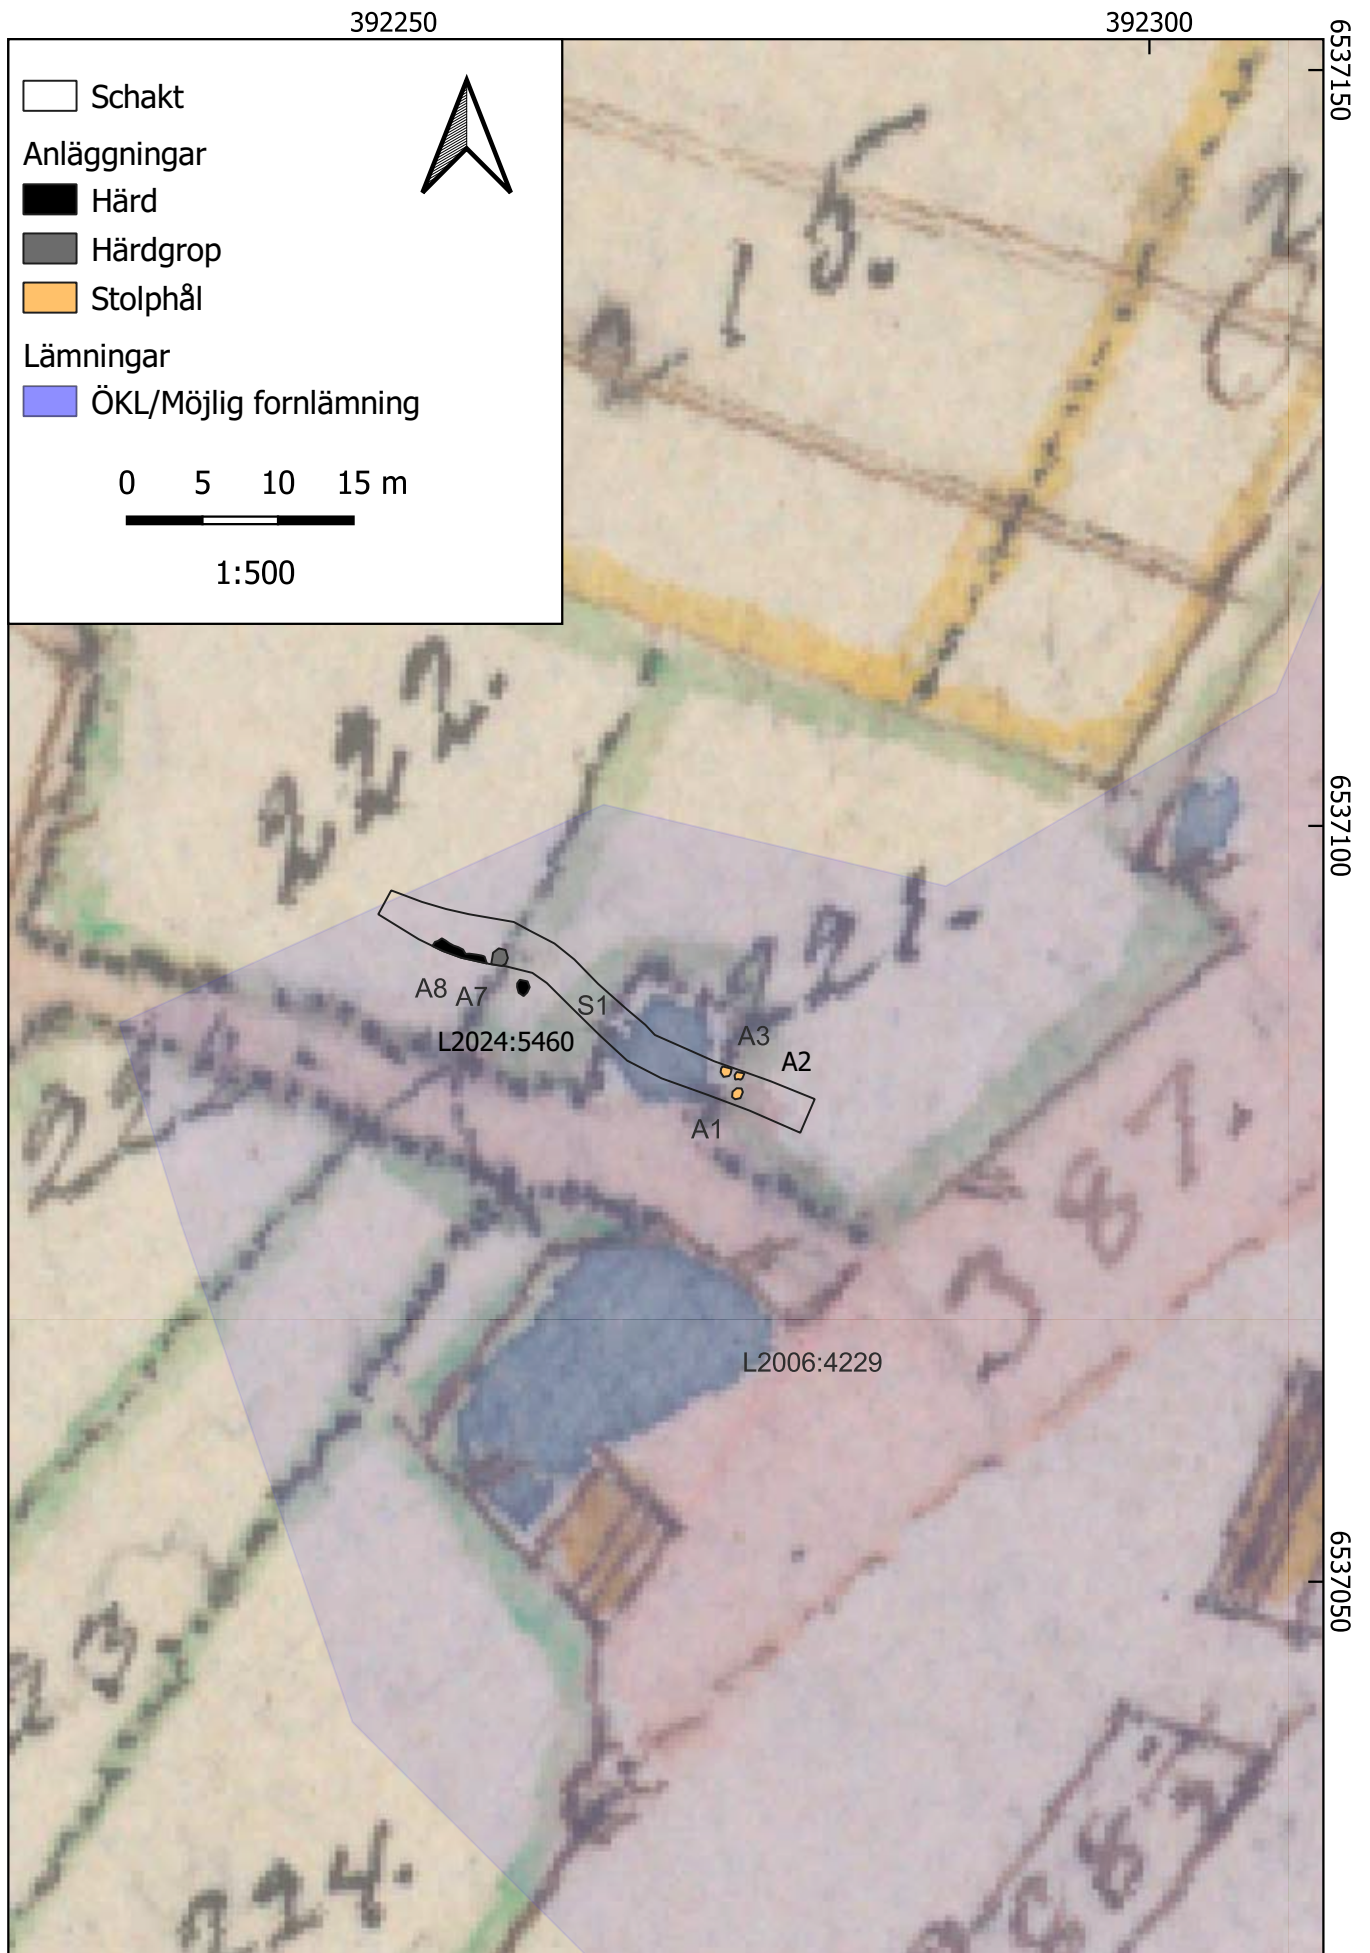 392250 392300
6537150
Schakt
Anläggningar
Härd
Härdgrop
Stolphål
Lämningar
ÖKL/Möjlig fornlämning
0 5 10 15 m
1:500
215.
222.
6537100
221.
A8 A7
S1
L2024:5460
A3
A2
A1
387.
L2006:4229
6537050
224.